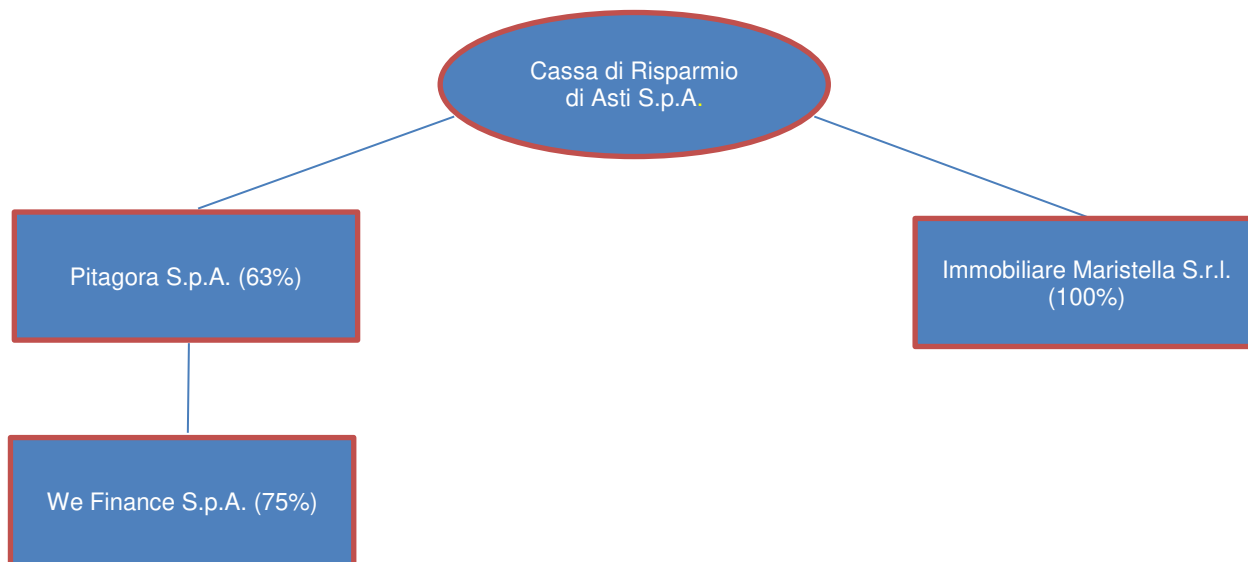 Cassa di Risparmio
di Asti S.p.A.
Pitagora S.p.A. (63%)
Immobiliare Maristella S.r.l.
(100%)
We Finance S.p.A. (75%)